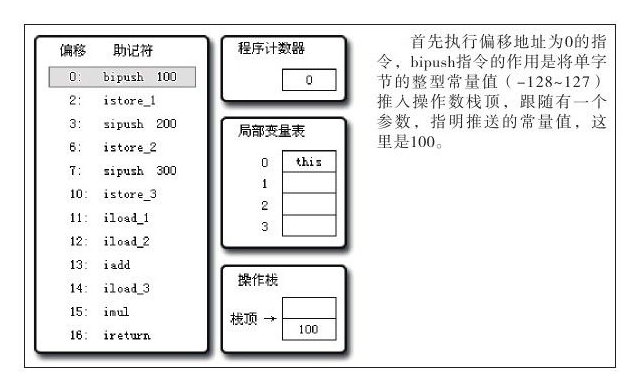 偏移 助记符
0: bipush 100
2: istore_1
3: sipush 200
6: istore_2
7: sipush 300
10: istore_3
11: iload_1
12: iload_2
13: iadd
14: iload_3
15: imul
16: ireturn
程序计数器
0
局部变量表
0 this
1
2
3
操作栈
栈顶 →
100
首先执行偏移地址为0的指
令，bipush指令的作用是将单字
节的整型常量值（-128~127）
推入操作数栈顶，跟随有一个
参数，指明推送的常量值，这
里是100。